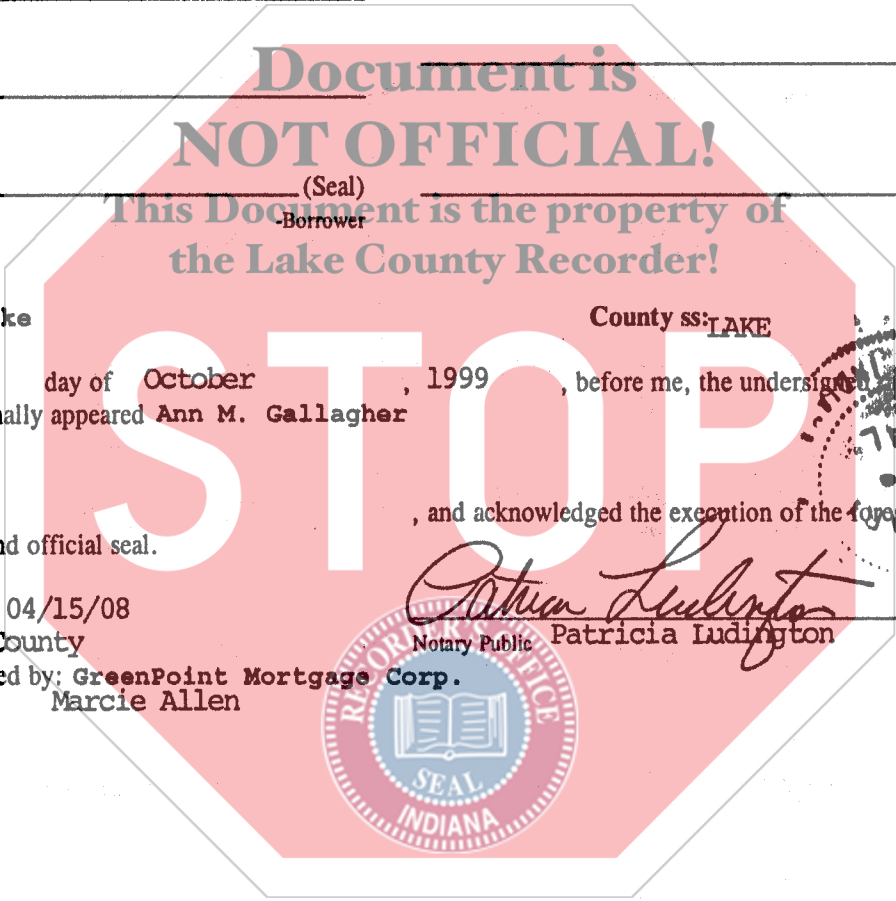 Document is
NOT OFFICIAL!
(Seal)
This Document is the property of
-Borrower
the Lake County Recorder!
ke
County ss: LAKE
day of October , 1999 , before me, the undersigned
ally appeared Ann M. Gallagher
STOP
, and acknowledged the execution of the fore
nd official seal.
04/15/08
Patricia Ludington
County
Notary Public Patricia Ludington
ed by: GreenPoint Mortgage Corp.
Marcie Allen
RECORDER'S OFFICE
SEAL
INDIANA